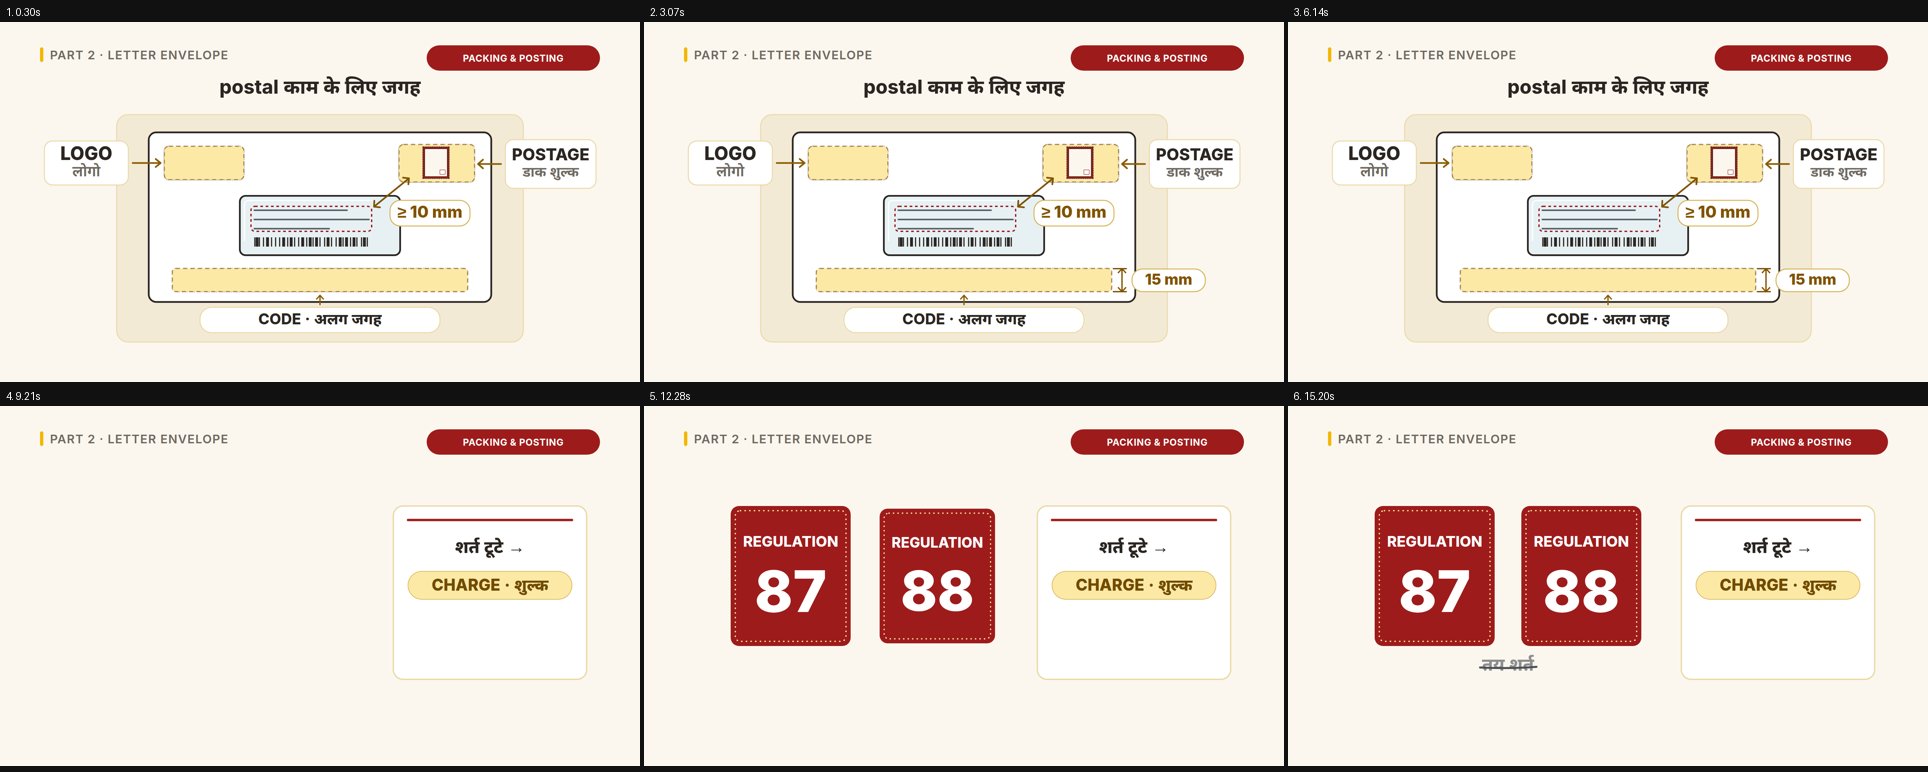 1. 0.30s
PART 2 · LETTER ENVELOPE
PACKING & POSTING
postal काम के लिए जगह
LOGO
लोगो
POSTAGE
डाक शुल्क
≥ 10 mm
CODE · अलग जगह
2. 3.07s
PART 2 · LETTER ENVELOPE
PACKING & POSTING
postal काम के लिए जगह
LOGO
लोगो
POSTAGE
डाक शुल्क
≥ 10 mm
15 mm
CODE · अलग जगह
3. 6.14s
PART 2 · LETTER ENVELOPE
PACKING & POSTING
postal काम के लिए जगह
LOGO
लोगो
POSTAGE
डाक शुल्क
≥ 10 mm
15 mm
CODE · अलग जगह
4. 9.21s
PART 2 · LETTER ENVELOPE
PACKING & POSTING
शर्त टूटे →
CHARGE · शुल्क
5. 12.28s
PART 2 · LETTER ENVELOPE
PACKING & POSTING
REGULATION
87
REGULATION
88
शर्त टूटे →
CHARGE · शुल्क
6. 15.20s
PART 2 · LETTER ENVELOPE
PACKING & POSTING
REGULATION
87
REGULATION
88
तय शर्त
शर्त टूटे →
CHARGE · शुल्क